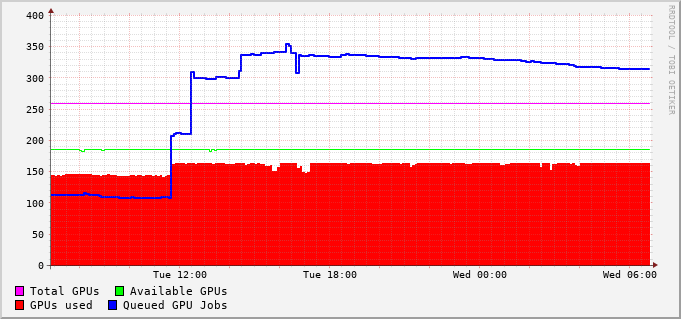 400
350
300
250
200
150
100
50
0
Tue 12:00 Tue 18:00 Wed 00:00 Wed 06:00
Total GPUs Available GPUs
GPUs used Queued GPU Jobs
RRDTOOL / TOBI OETIKER